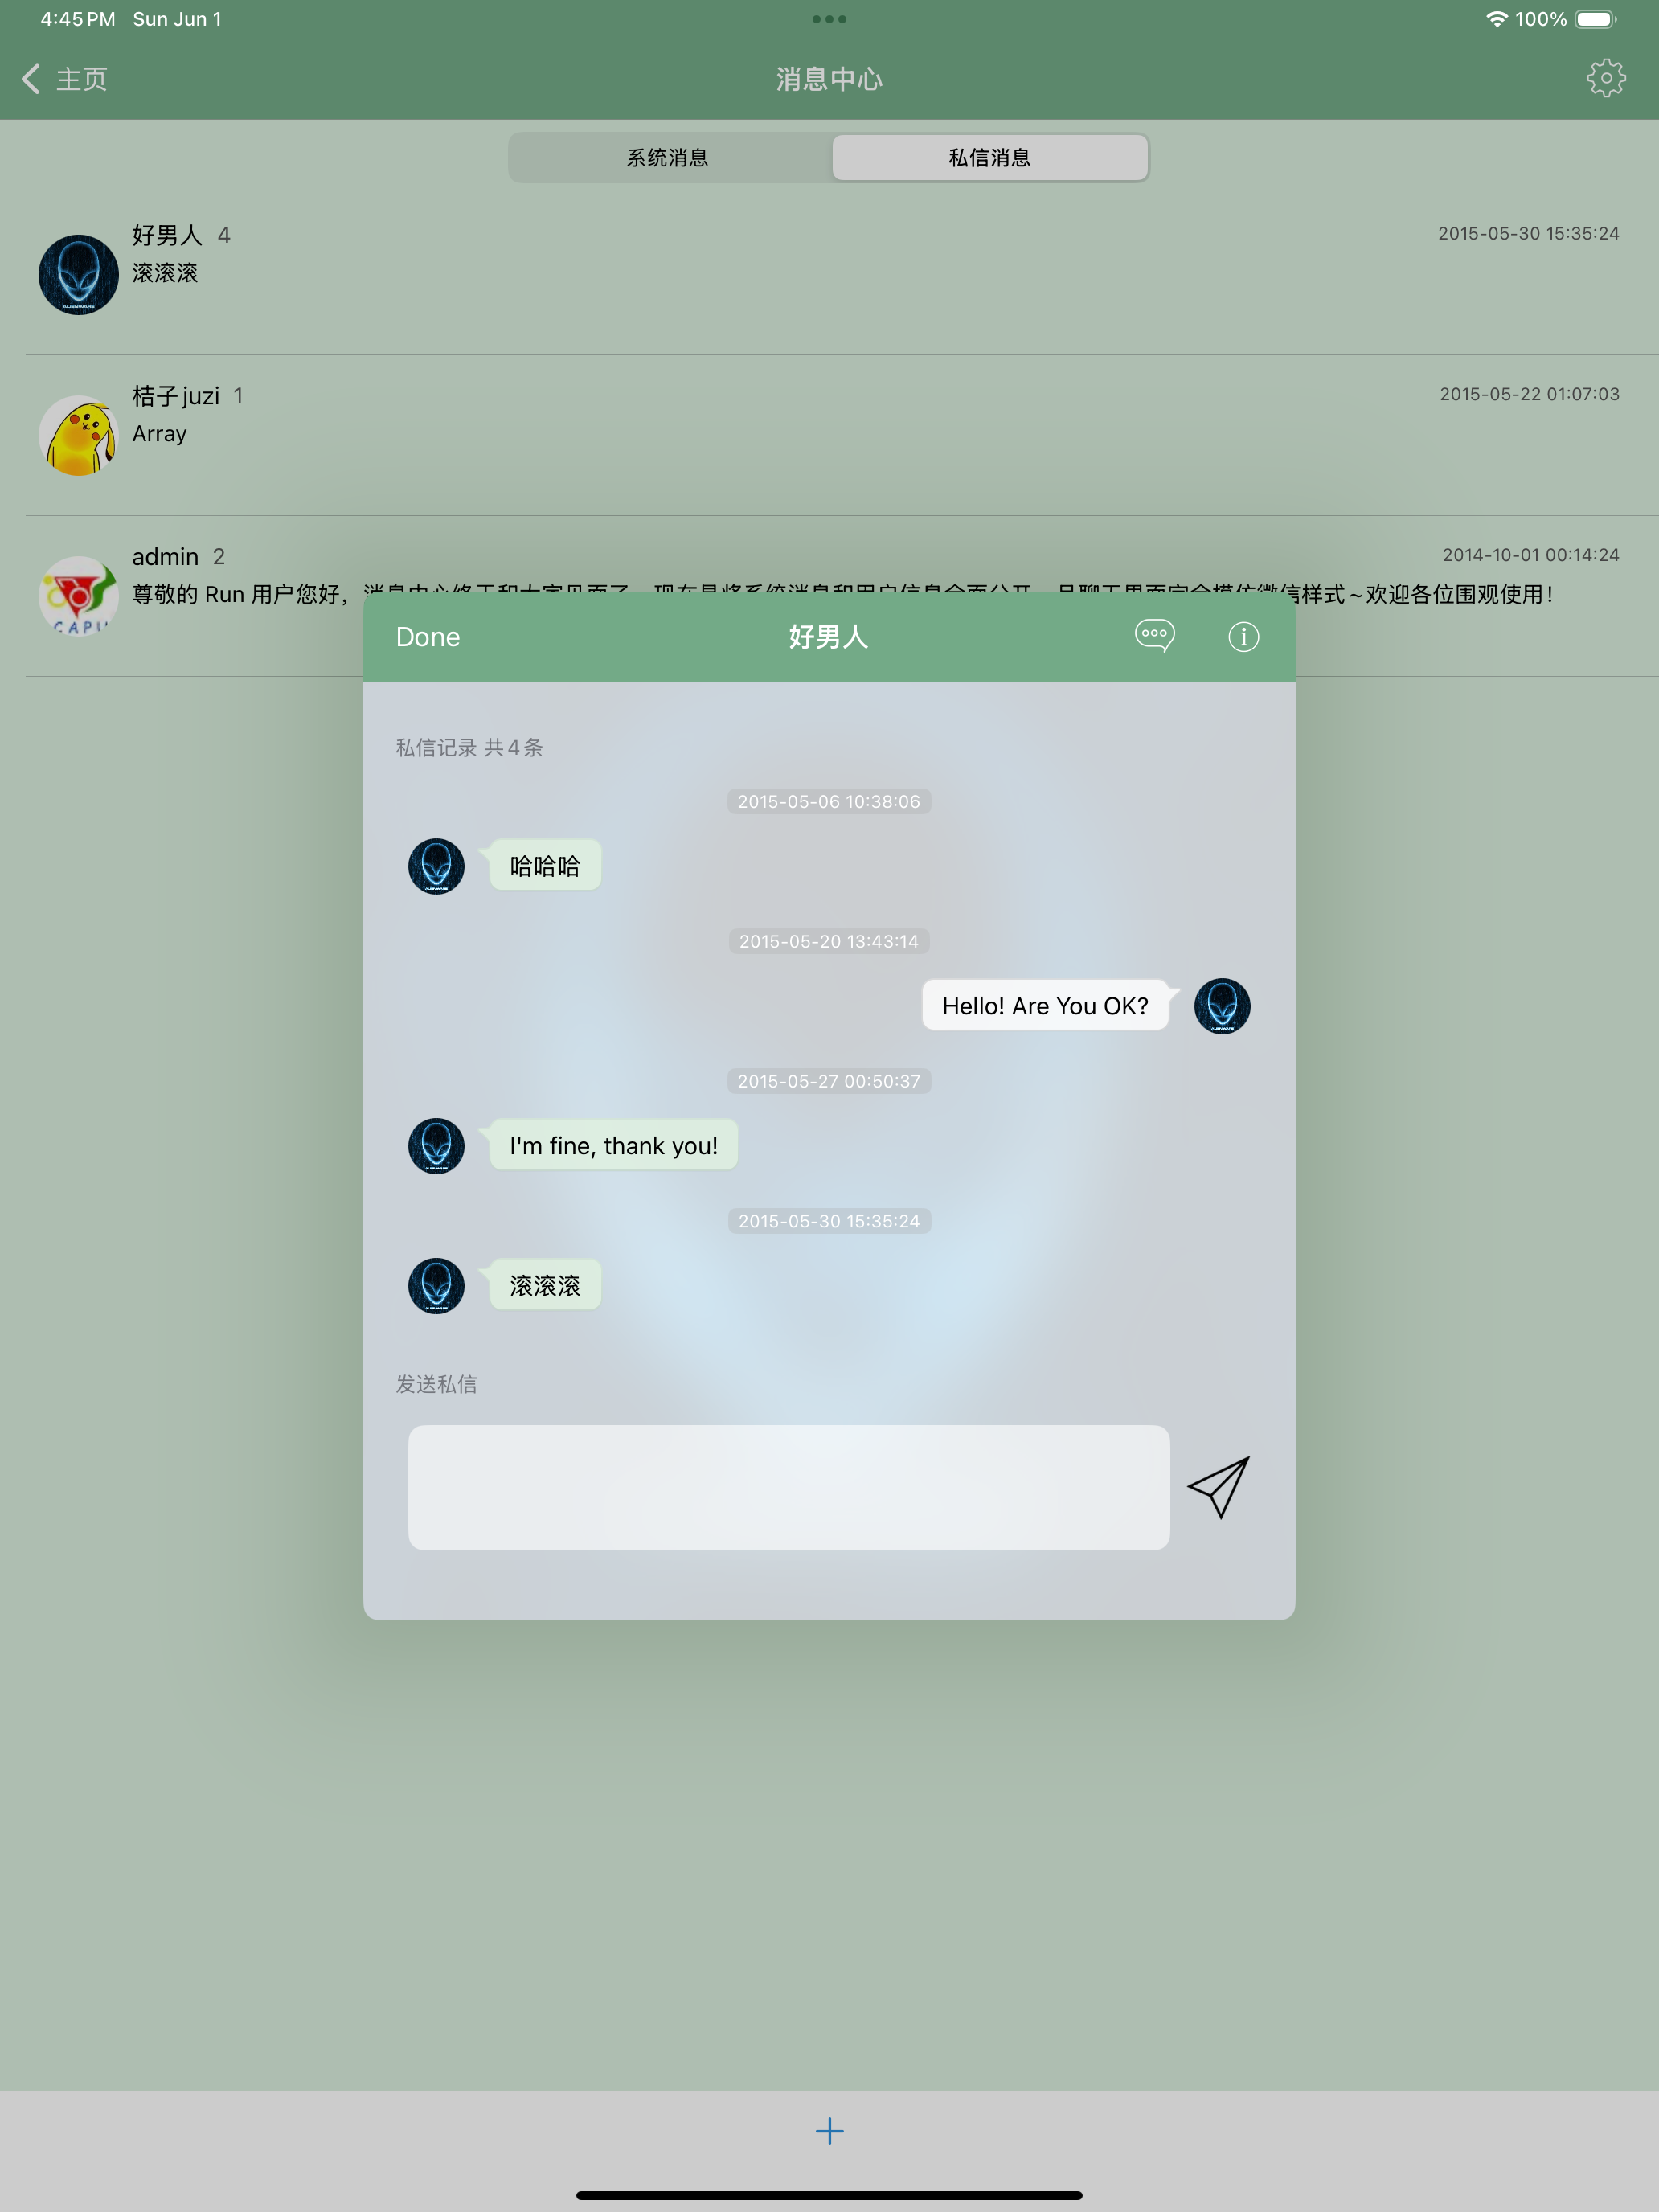 4:45 PM Sun Jun 1
100%
主页
消息中心
系统消息
私信消息
好男人 4
2015-05-30 15:35:24
滚滚滚
桔子juzi 1
2015-05-22 01:07:03
Array
admin 2
2014-10-01 00:14:24
尊敬的 Run 用户您好，信样式~欢迎各位围观使用！
CAPU
Done
好男人
私信记录 共4条
2015-05-06 10:38:06
哈哈哈
2015-05-20 13:43:14
Hello! Are You OK?
2015-05-27 00:50:37
I'm fine, thank you!
2015-05-30 15:35:24
滚滚滚
发送私信